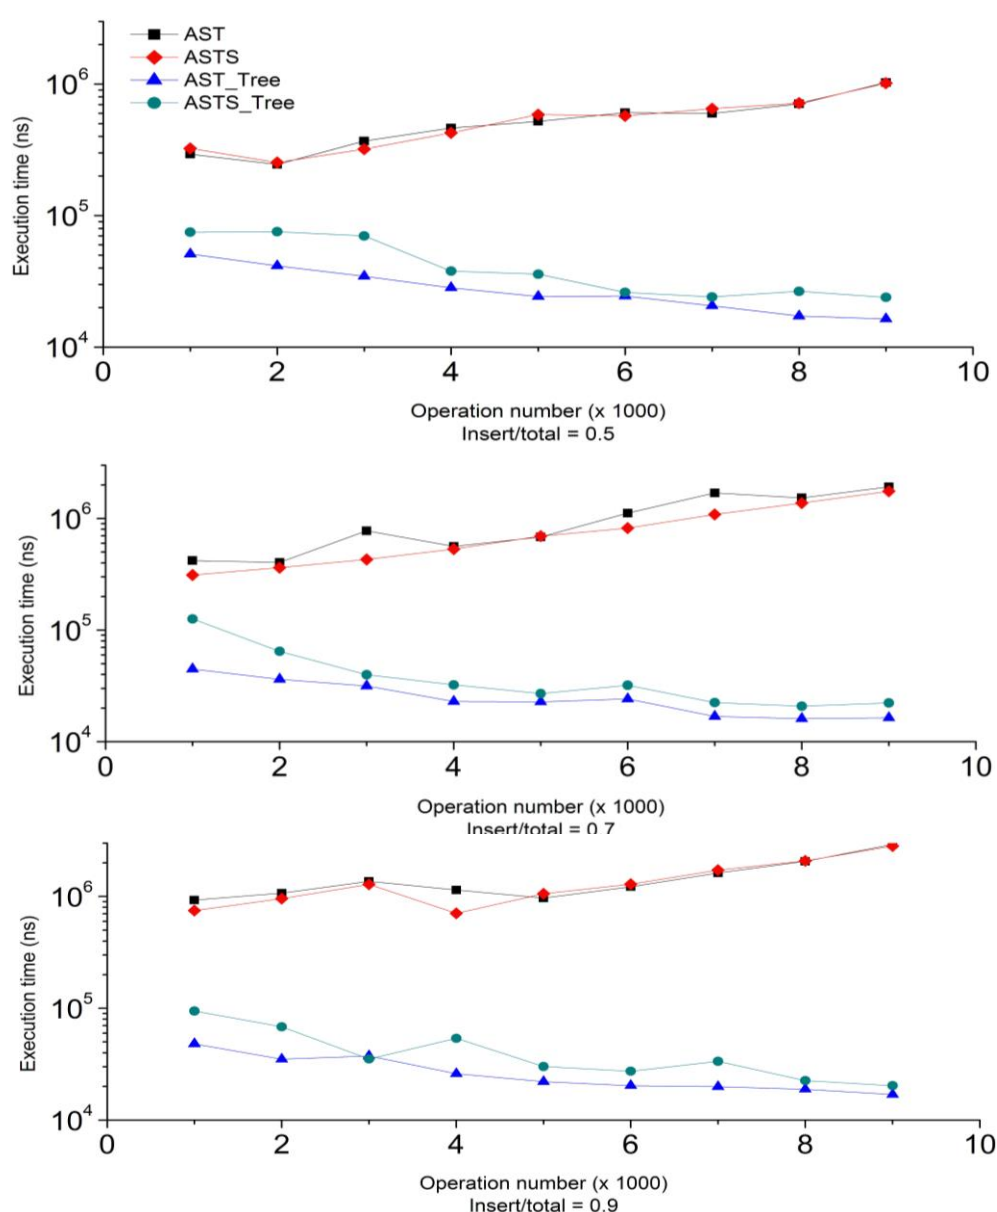 AST
ASTS
AST_Tree
ASTS_Tree
Execution time (ns)
10^6
10^5
10^4
0 2 4 6 8 10
Operation number (x 1000)
Insert/total = 0.5
Execution time (ns)
10^6
10^5
10^4
0 2 4 6 8 10
Operation number (x 1000)
Insert/total = 0.7
Execution time (ns)
10^6
10^5
10^4
0 2 4 6 8 10
Operation number (x 1000)
Insert/total = 0.9